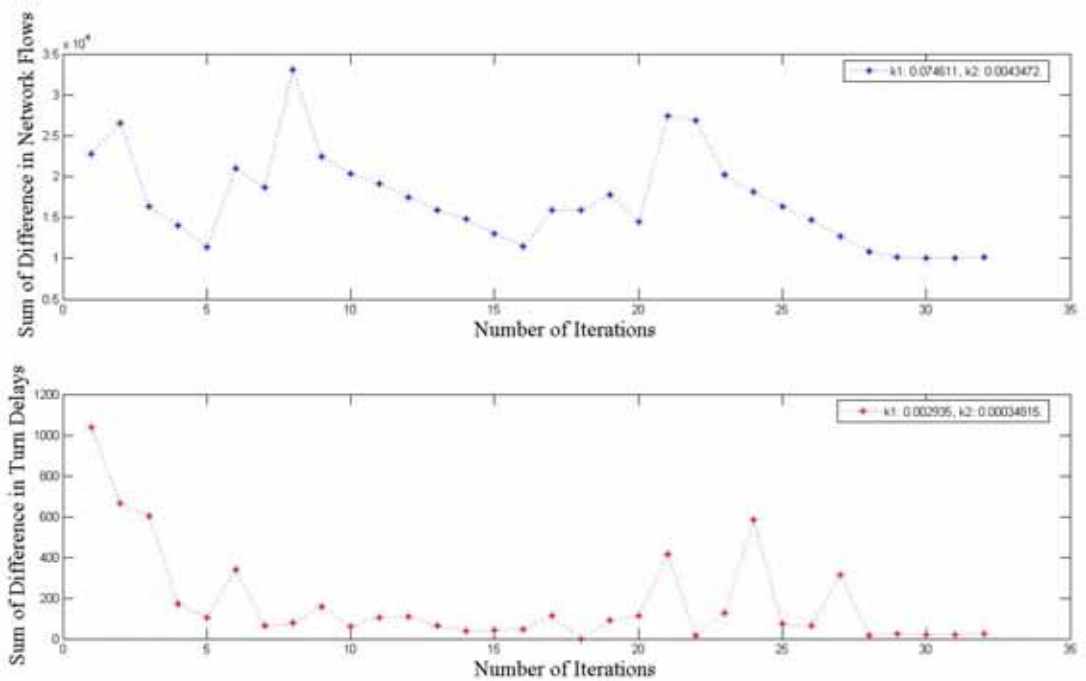 x 10^4
3.5
3
2.5
2
1.5
1
0.5
0 5 10 15 20 25 30 35
Sum of Difference in Network Flows
Number of Iterations
k1: 0.074611, k2: 0.0043472.
1200
1000
800
600
400
200
0
0 5 10 15 20 25 30 35
Sum of Difference in Turn Delays
Number of Iterations
k1: 0.002935, k2: 0.00034815.